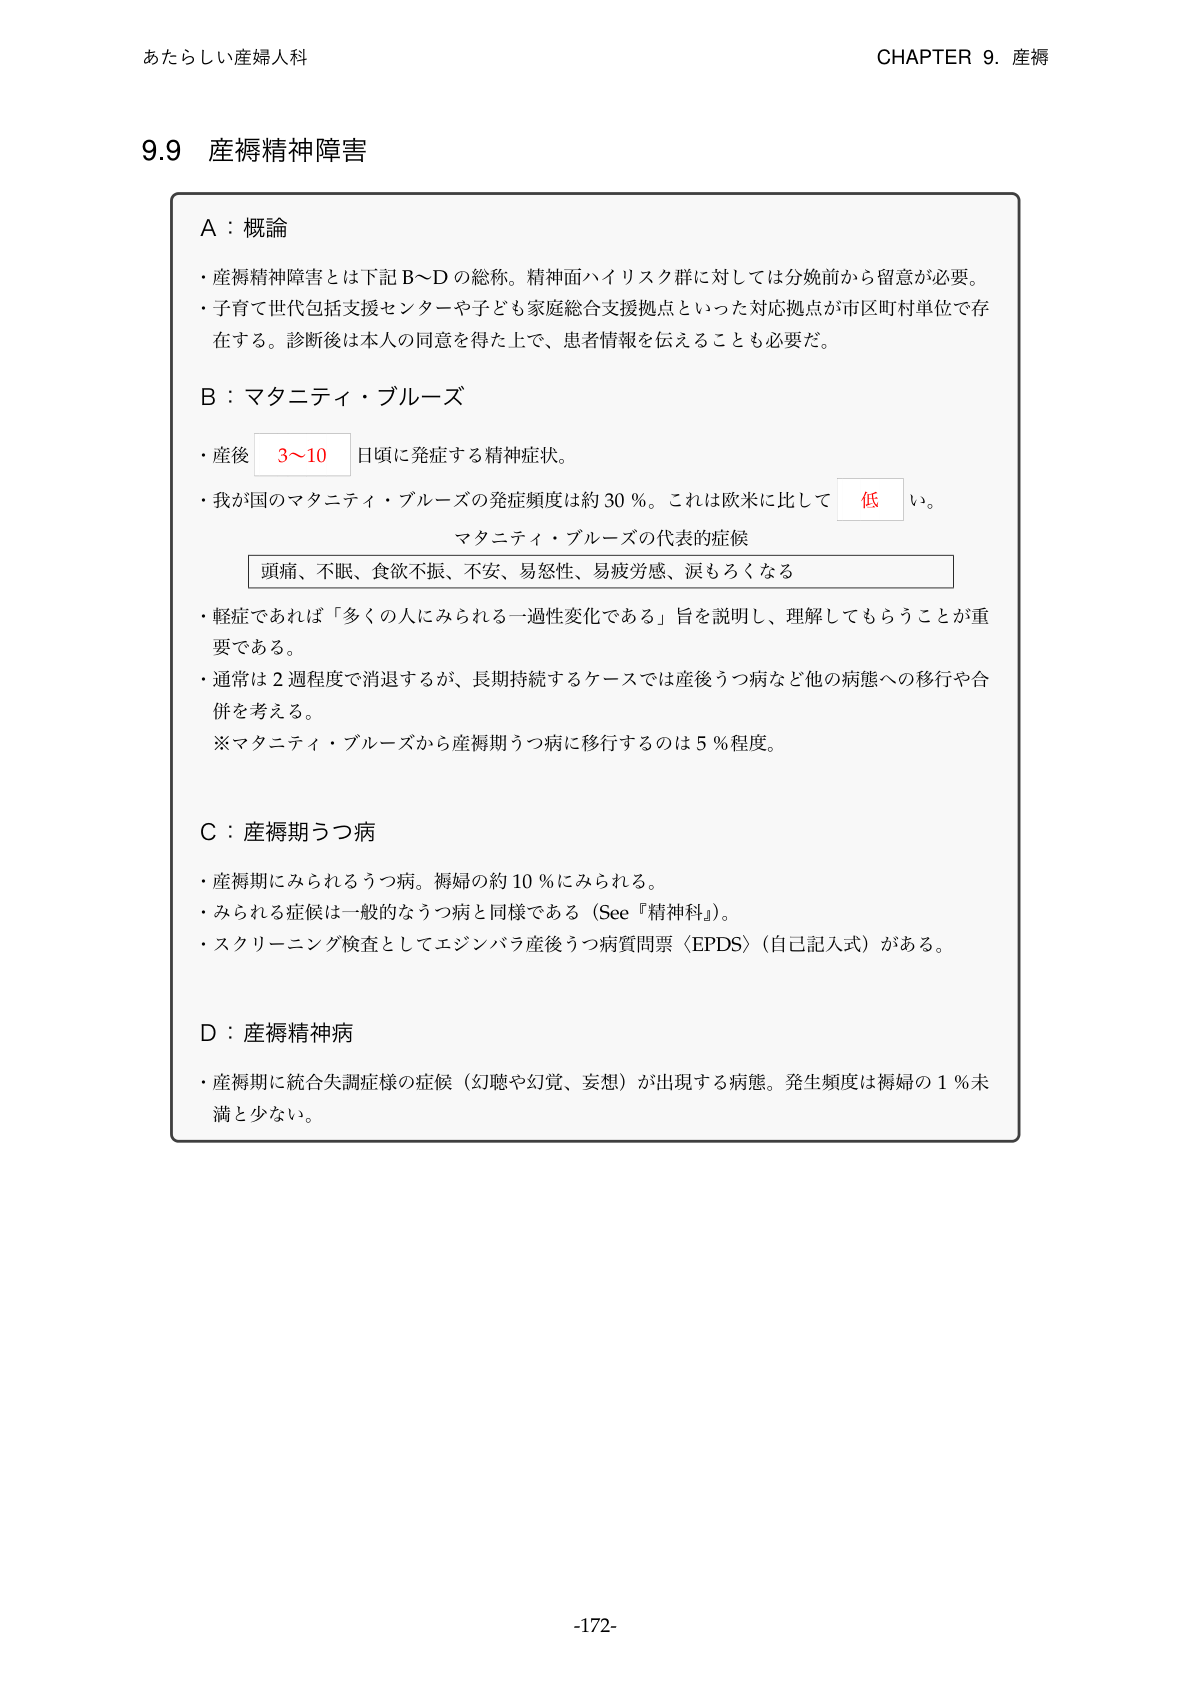 あたらしい産婦人科
CHAPTER 9. 産褥
9.9 産褥精神障害
A：概論
・産褥精神障害とは下記 B〜D の総称。精神面ハイリスク群に対しては分娩前から留意が必要。
・子育て世代包括支援センターや子ども家庭総合支援拠点といった対応拠点が市区町村単位で存
在する。診断後は本人の同意を得た上で、患者情報を伝えることも必要だ。
B：マタニティ・ブルーズ
・産後 3〜10 日頃に発症する精神症状。
・我が国のマタニティ・ブルーズの発症頻度は約 30 %。これは欧米に比して 低 い。
マタニティ・ブルーズの代表的症候
頭痛、不眠、食欲不振、不安、易怒性、易疲労感、涙もろくなる
・軽症であれば「多くの人にみられる一過性変化である」旨を説明し、理解してもらうことが重
要である。
・通常は 2 週程度で消退するが、長期持続するケースでは産後うつ病など他の病態への移行や合
併を考える。
※マタニティ・ブルーズから産褥期うつ病に移行するのは 5 %程度。
C：産褥期うつ病
・産褥期にみられるうつ病。褥婦の約 10 %にみられる。
・みられる症候は一般的なうつ病と同様である（See『精神科』）。
・スクリーニング検査としてエジンバラ産後うつ病質問票〈EPDS〉（自己記入式）がある。
D：産褥精神病
・産褥期に統合失調症様の症候（幻聴や幻覚、妄想）が出現する病態。発生頻度は褥婦の 1 %未
満と少ない。
-172-